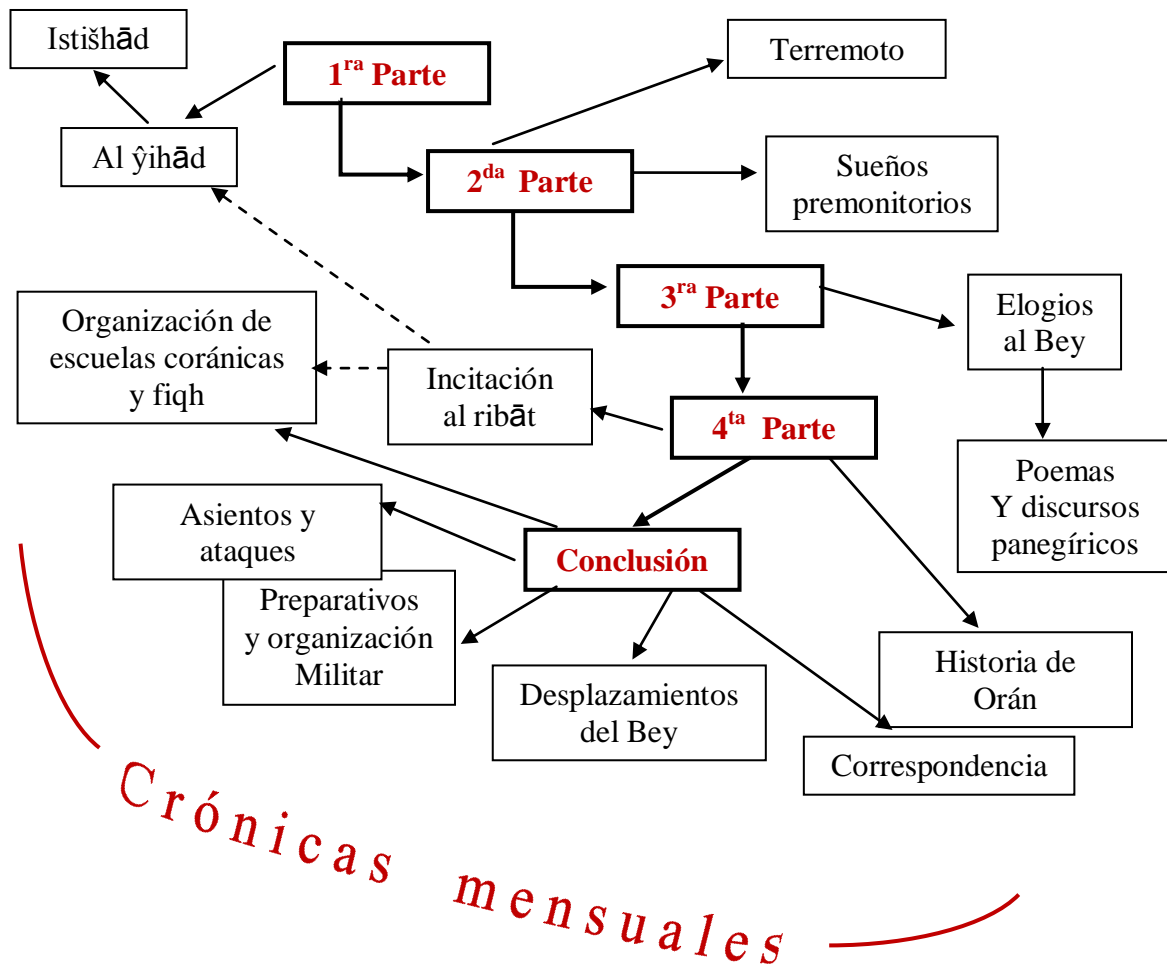 Istišhād
1ra Parte
Terremoto
Al ŷihād
2da Parte
Sueños
premonitorios
3ra Parte
Elogios
al Bey
Organización de
escuelas coránicas
y fiqh
Incitación
al ribāt
4ta Parte
Poemas
Y discursos
panegíricos
Asientos y
ataques
Conclusión
Preparativos
y organización
Militar
Desplazamientos
del Bey
Historia de
Orán
Correspondencia
Crónicas mensuales